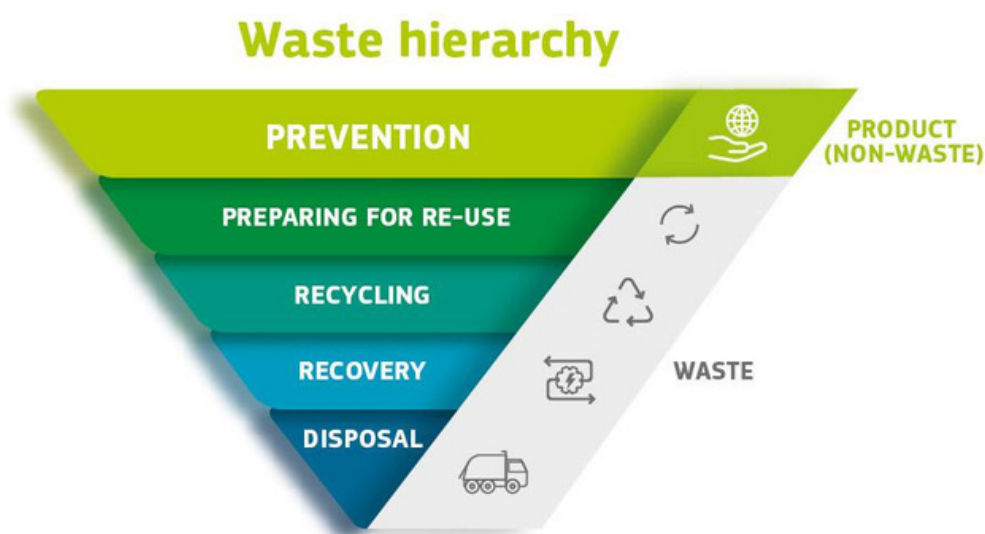 Waste hierarchy
PREVENTION
PRODUCT
(NON-WASTE)
PREPARING FOR RE-USE
RECYCLING
RECOVERY
WASTE
DISPOSAL